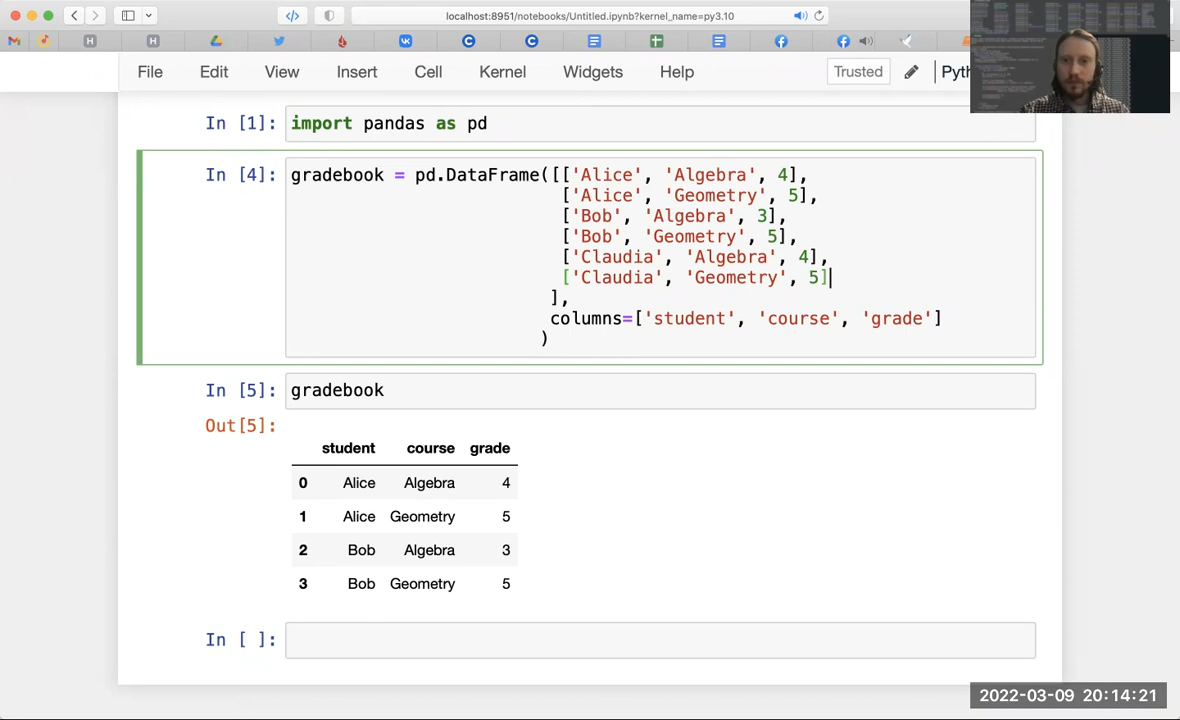 localhost:8951/notebooks/Untitled.ipynb?kernel_name=py3.10
File Edit View Insert Cell Kernel Widgets Help Trusted Pyth
In [1]: import pandas as pd
In [4]: gradebook = pd.DataFrame([['Alice', 'Algebra', 4],
['Alice', 'Geometry', 5],
['Bob', 'Algebra', 3],
['Bob', 'Geometry', 5],
['Claudia', 'Algebra', 4],
['Claudia', 'Geometry', 5]
],
columns=['student', 'course', 'grade']
)
In [5]: gradebook
Out[5]:
student course grade
0 Alice Algebra 4
1 Alice Geometry 5
2 Bob Algebra 3
3 Bob Geometry 5
In [ ]:
2022-03-09 20:14:21